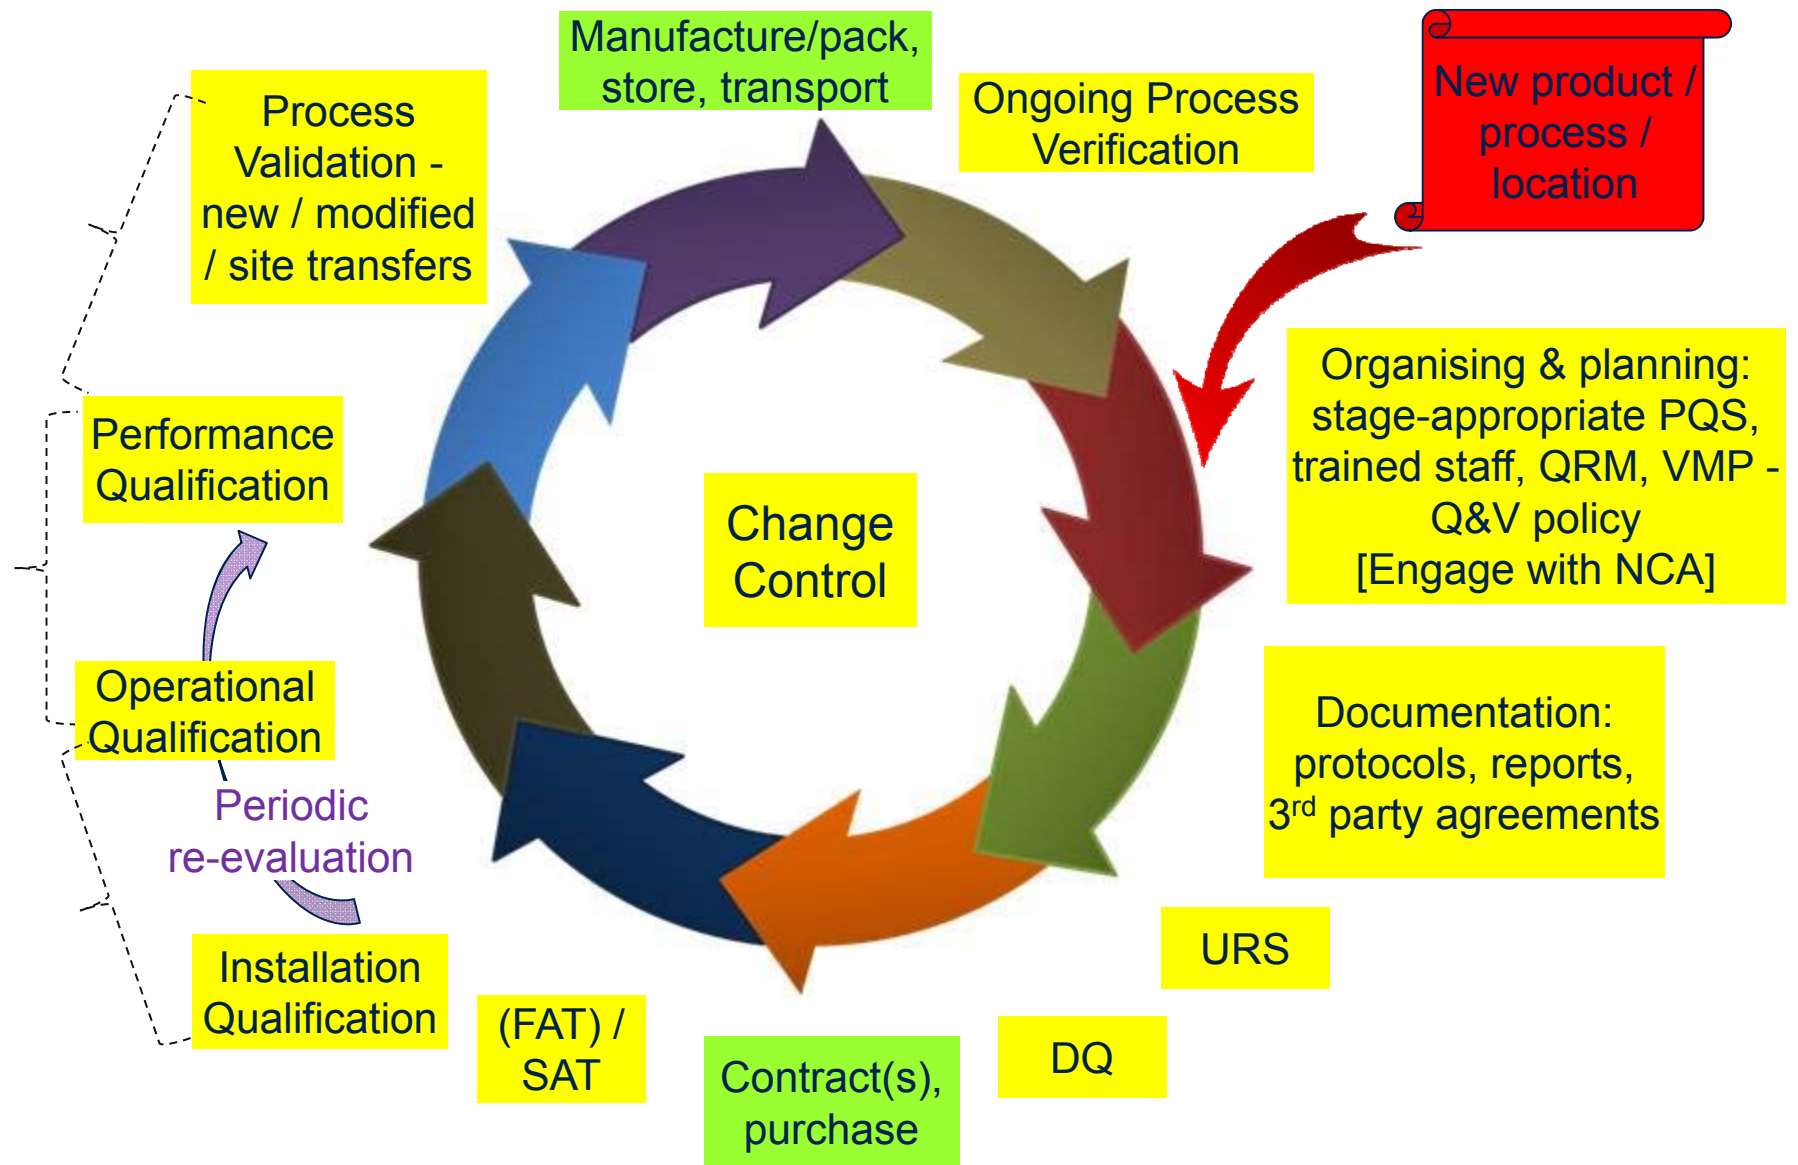 Manufacture/pack,
store, transport
Ongoing Process
Verification
New product /
process /
location
Organising & planning:
stage-appropriate PQS,
trained staff, QRM, VMP -
Q&V policy
[Engage with NCA]
Documentation:
protocols, reports,
3rd party agreements
URS
DQ
Contract(s),
purchase
(FAT) /
SAT
Installation
Qualification
Periodic
re-evaluation
Operational
Qualification
Performance
Qualification
Process
Validation -
new / modified
/ site transfers
Change
Control